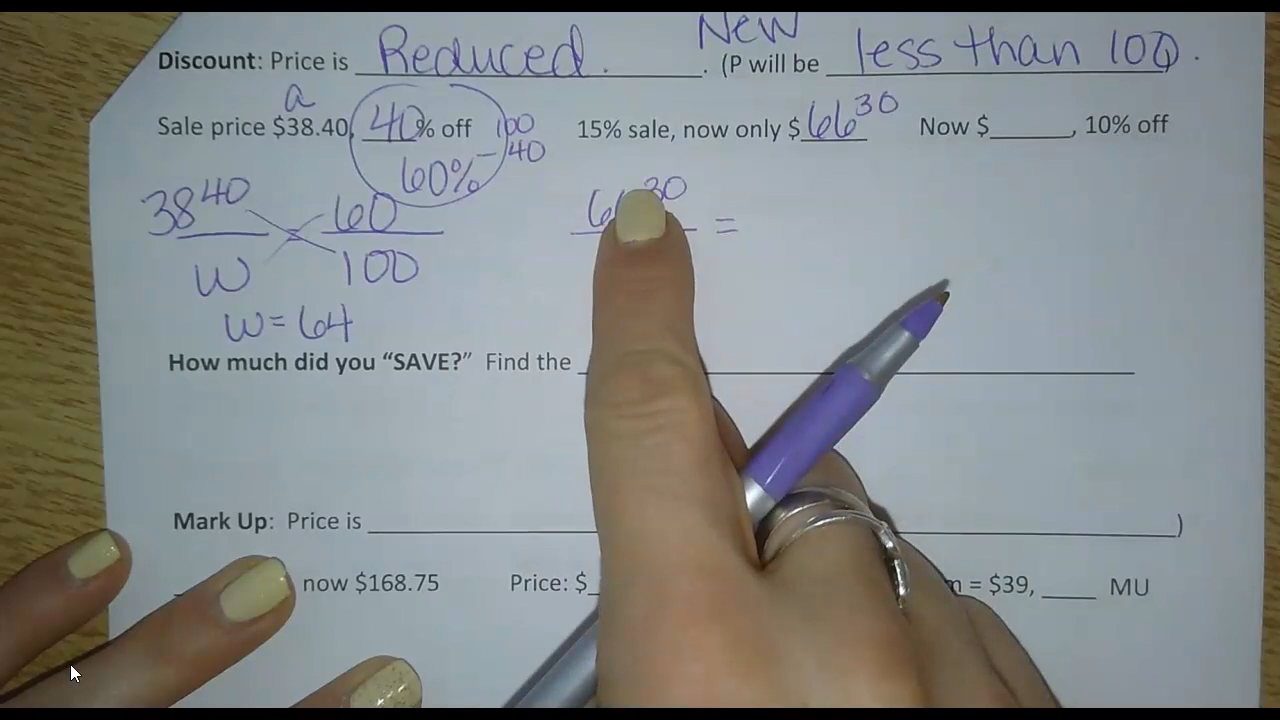 Discount: Price is Reduced. . (New P will be less than 100.
Sale price $38.40, 40% off 15% sale, now only $66 30 Now $_____, 10% off
a
100
- 40
60%
38 40 60
W 100
=
W = 64
How much did you “SAVE?” Find the
Mark Up: Price is )
now $168.75 Price: $ = $39, ____ MU